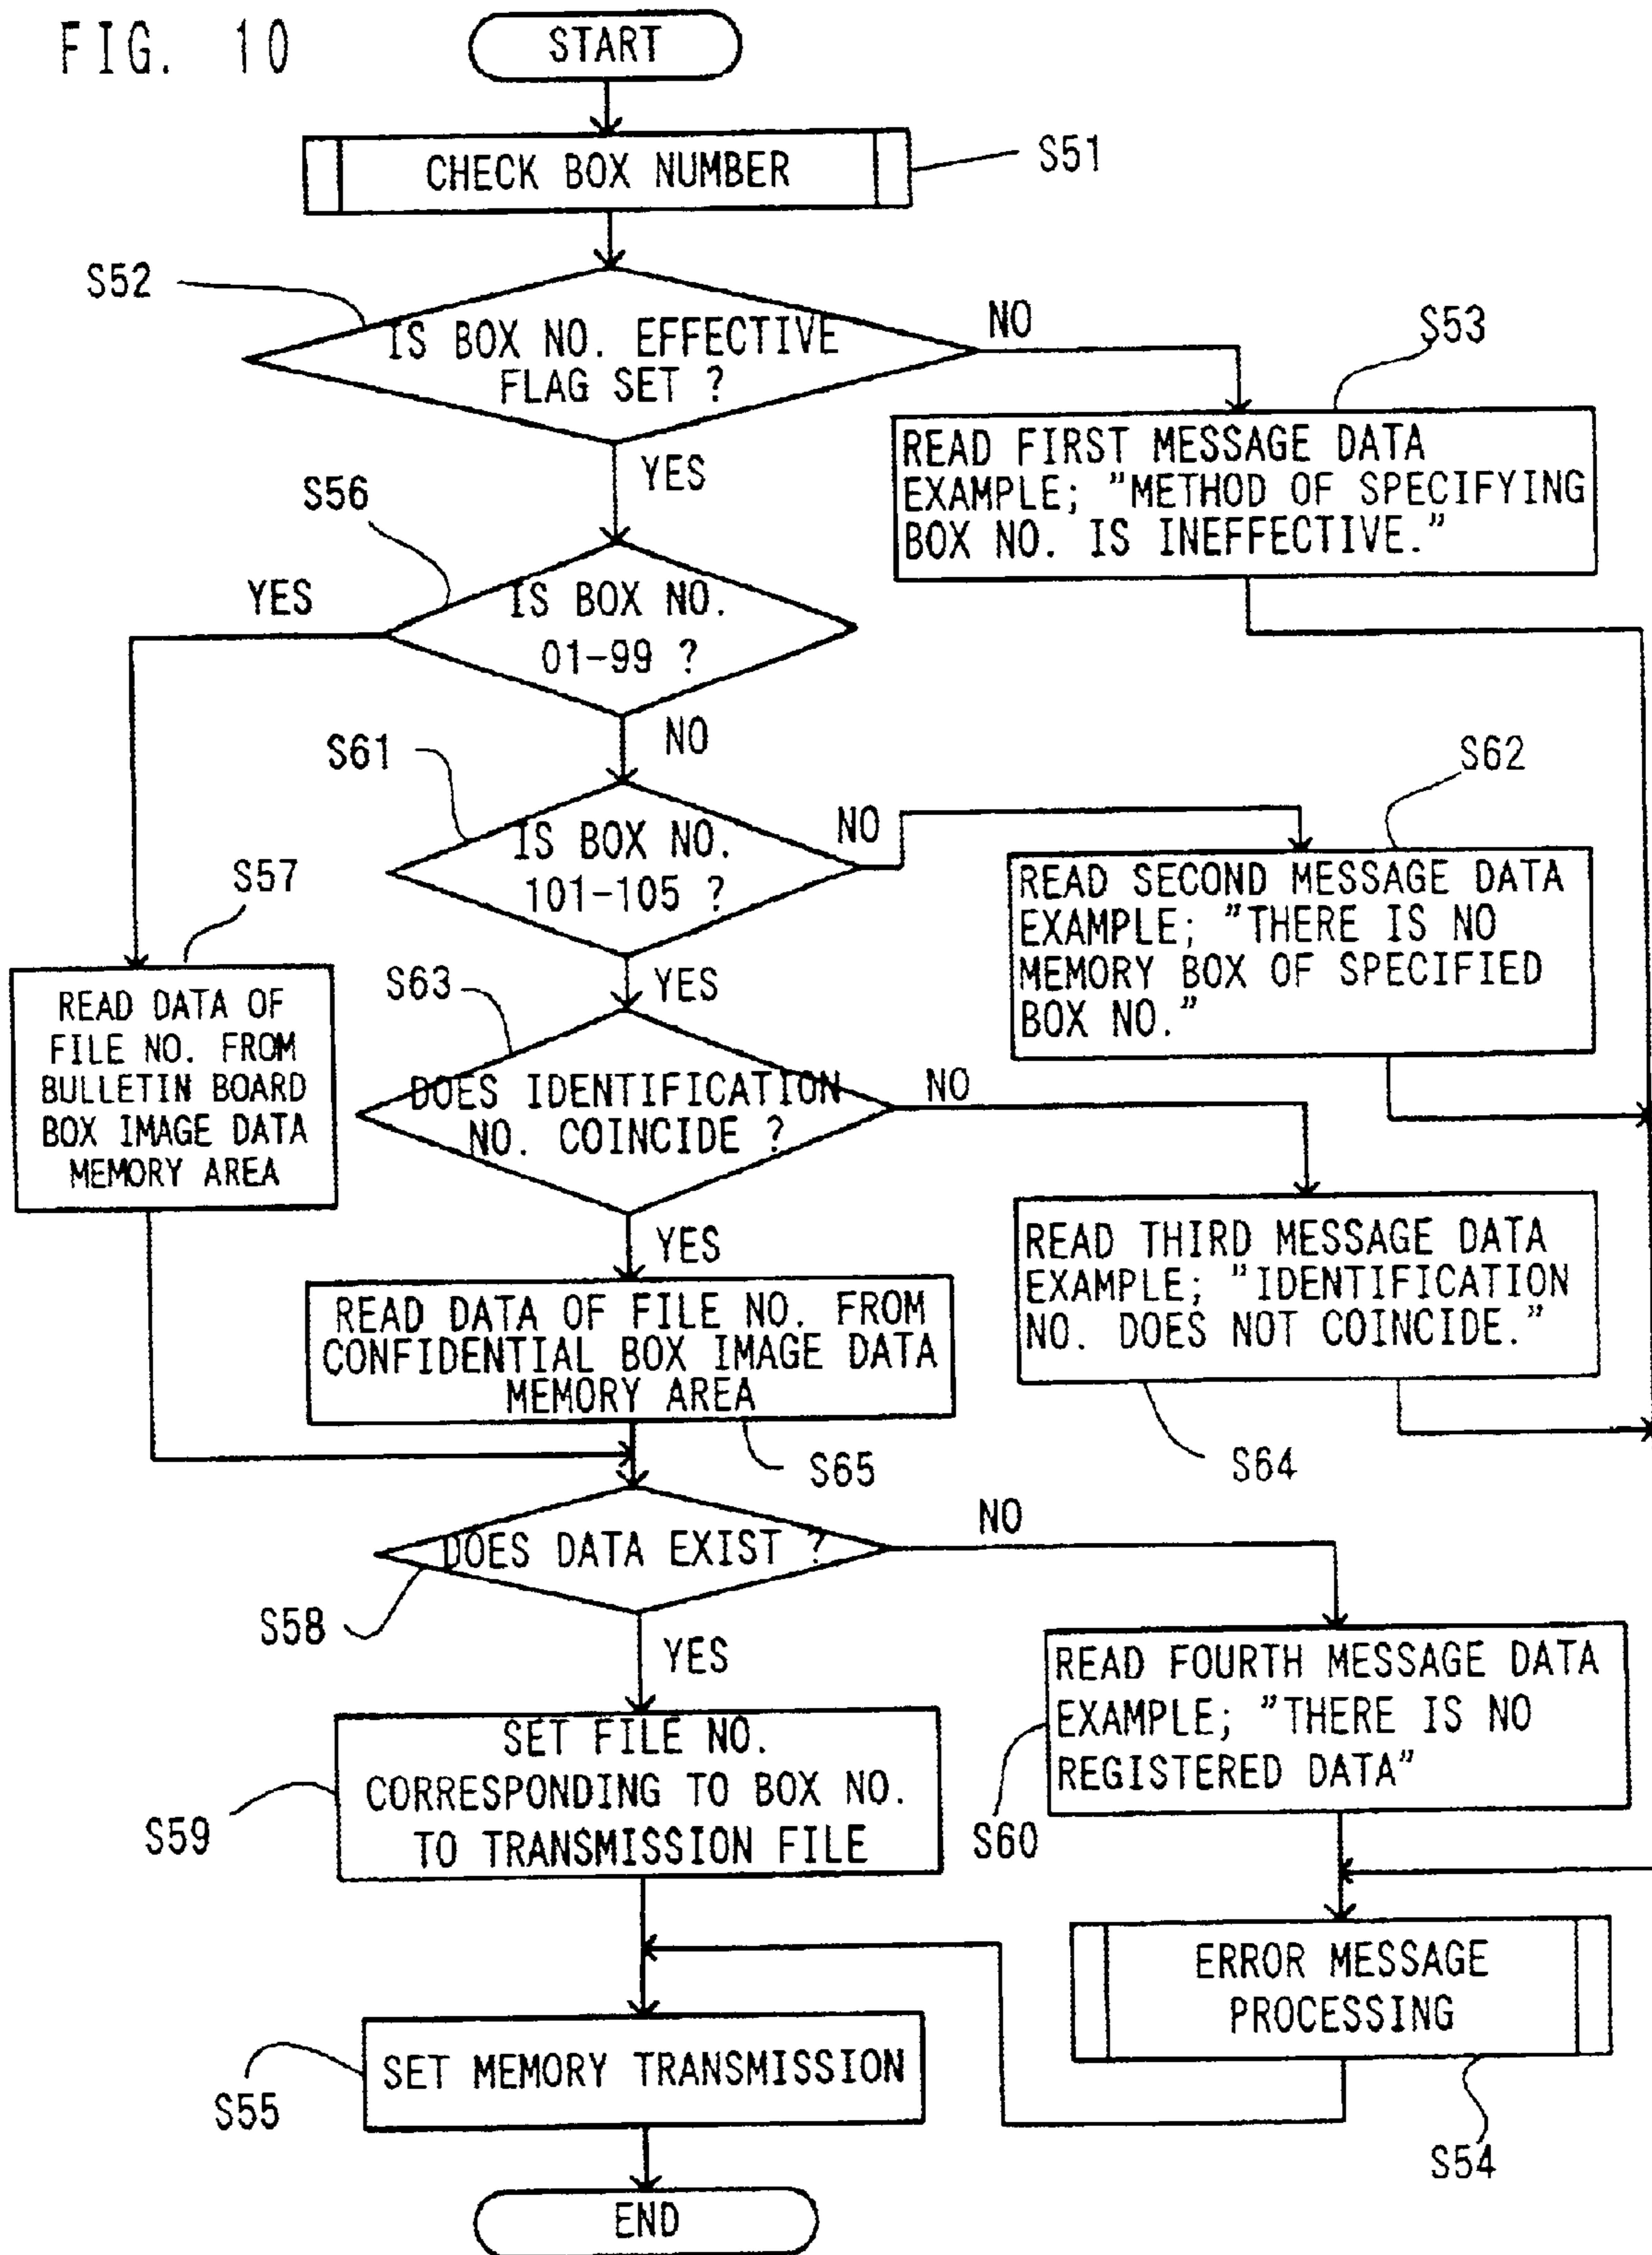 FIG. 10
START
CHECK BOX NUMBER
S51
S52
IS BOX NO. EFFECTIVE
FLAG SET ?
NO
S53
READ FIRST MESSAGE DATA
EXAMPLE; "METHOD OF SPECIFYING
BOX NO. IS INEFFECTIVE."
YES
S56
YES
IS BOX NO.
01-99 ?
NO
S61
IS BOX NO.
101-105 ?
NO
S62
READ SECOND MESSAGE DATA
EXAMPLE; "THERE IS NO
MEMORY BOX OF SPECIFIED
BOX NO."
S57
READ DATA OF
FILE NO. FROM
BULLETIN BOARD
BOX IMAGE DATA
MEMORY AREA
YES
S63
DOES IDENTIFICATION
NO. COINCIDE ?
NO
READ THIRD MESSAGE DATA
EXAMPLE; "IDENTIFICATION
NO. DOES NOT COINCIDE."
S64
YES
READ DATA OF FILE NO. FROM
CONFIDENTIAL BOX IMAGE DATA
MEMORY AREA
S65
DOES DATA EXIST ?
NO
S58
YES
READ FOURTH MESSAGE DATA
EXAMPLE; "THERE IS NO
REGISTERED DATA"
S60
SET FILE NO.
CORRESPONDING TO BOX NO.
TO TRANSMISSION FILE
S59
ERROR MESSAGE
PROCESSING
S54
SET MEMORY TRANSMISSION
S55
END